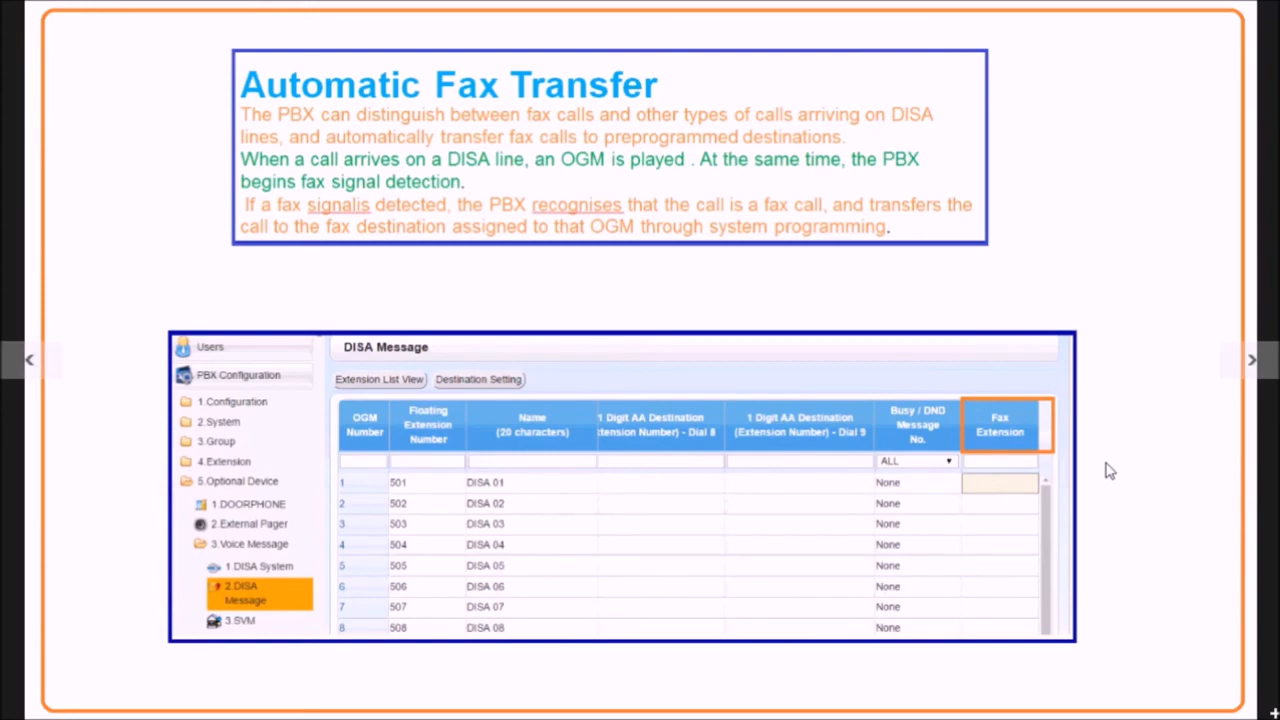 Automatic Fax Transfer
The PBX can distinguish between fax calls and other types of calls arriving on DISA
lines, and automatically transfer fax calls to preprogrammed destinations.
When a call arrives on a DISA line, an OGM is played . At the same time, the PBX
begins fax signal detection.
If a fax signalis detected, the PBX recognises that the call is a fax call, and transfers the
call to the fax destination assigned to that OGM through system programming.
Users
PBX Configuration
1.Configuration
2.System
3.Group
4.Extension
5.Optional Device
1.DOORPHONE
2.External Pager
3.Voice Message
1.DISA System
2.DISA
Message
3.SVM
DISA Message
Extension List View Destination Setting
OGM
Number
Floating
Extension
Number
Name
(20 characters)
1 Digit AA Destination
tension Number) - Dial 8
1 Digit AA Destination
(Extension Number) - Dial 9
Busy / DND
Message
No.
Fax
Extension
ALL
1 501 DISA 01 None
2 502 DISA 02 None
3 503 DISA 03 None
4 504 DISA 04 None
5 505 DISA 05 None
6 506 DISA 06 None
7 507 DISA 07 None
8 508 DISA 08 None